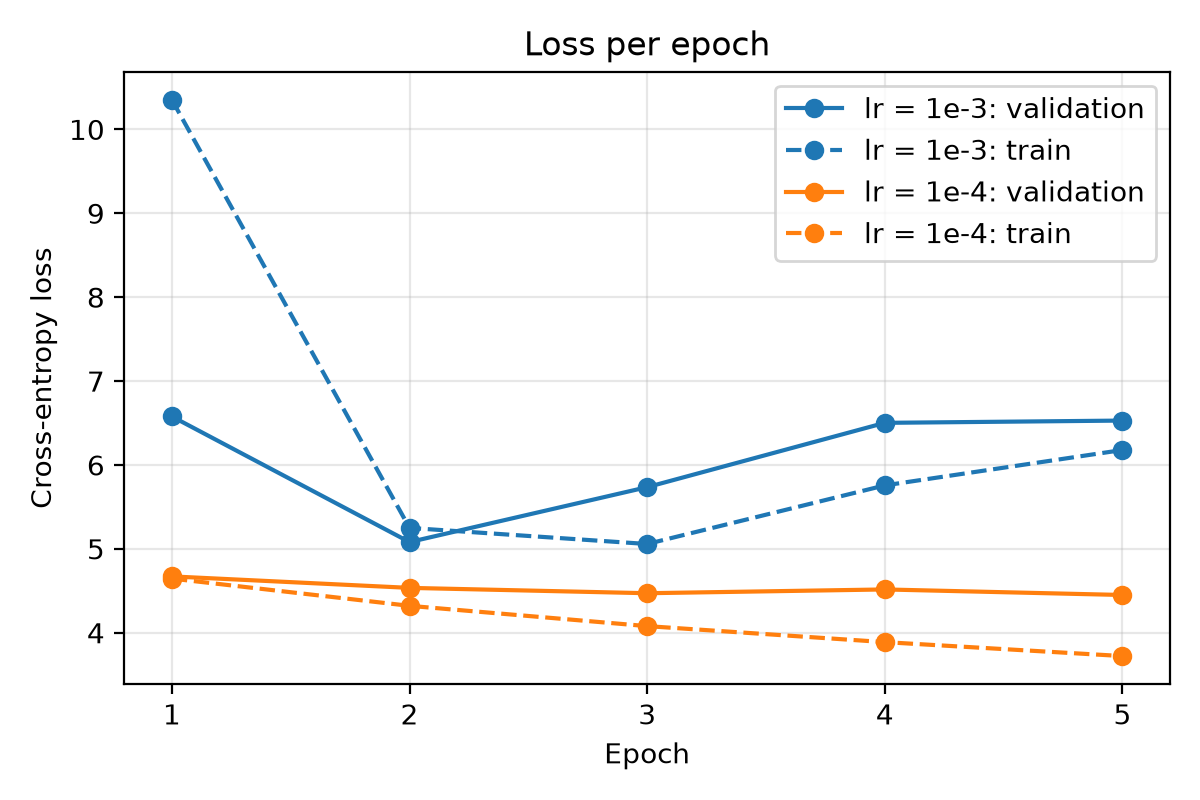 Loss per epoch
lr = 1e-3: validation
lr = 1e-3: train
lr = 1e-4: validation
lr = 1e-4: train
Cross-entropy loss
10
9
8
7
6
5
4
1 2 3 4 5
Epoch